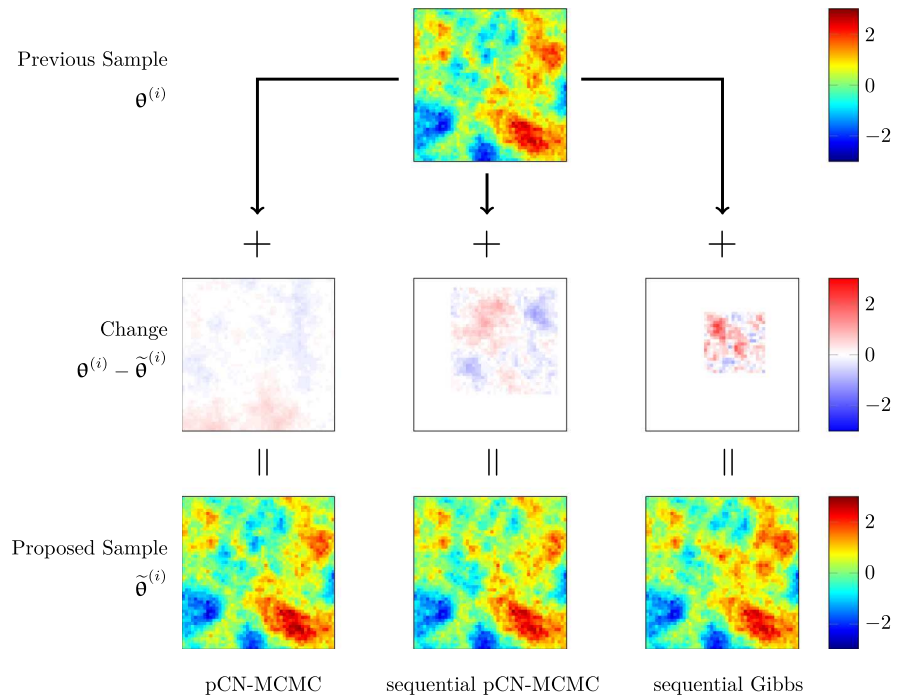 Previous Sample
θ^(i)
2
0
−2
+ + +
Change
θ^(i) − θ̃^(i)
2
0
−2
|| || ||
Proposed Sample
θ̃^(i)
2
0
−2
pCN-MCMC sequential pCN-MCMC sequential Gibbs